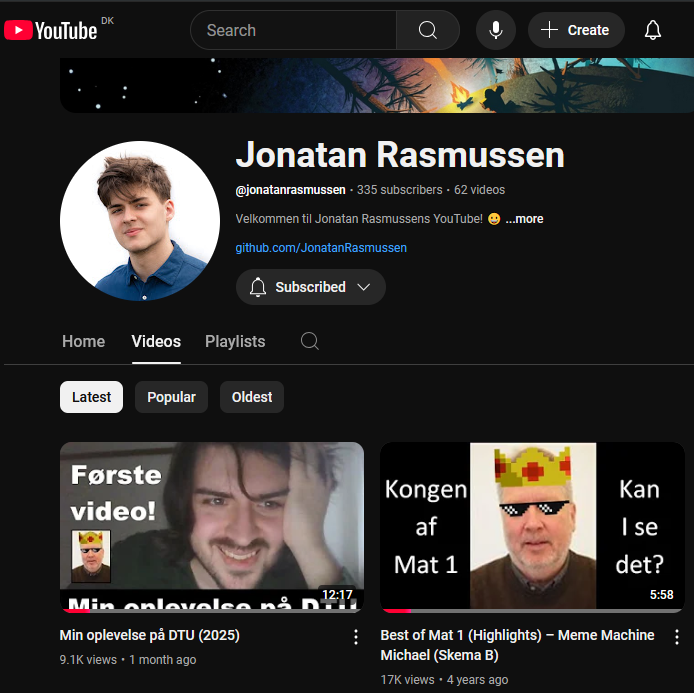 YouTube DK
Search
Create
Jonatan Rasmussen
@jonatanrasmussen • 335 subscribers • 62 videos
Velkommen til Jonatan Rasmussens YouTube! 😀 ...more
github.com/JonatanRasmussen
Subscribed
Home Videos Playlists
Latest Popular Oldest
Første
video!
Min oplevelse på DTU
12:17
Kongen
af
Mat 1
Kan
I se
det?
5:58
Min oplevelse på DTU (2025)
9.1K views • 1 month ago
Best of Mat 1 (Highlights) – Meme Machine
Michael (Skema B)
17K views • 4 years ago